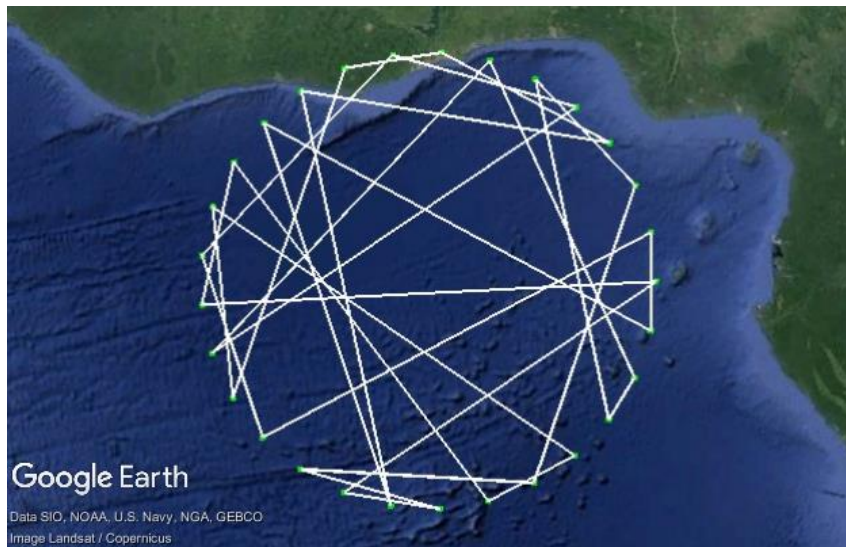 Google Earth
Data SIO, NOAA, U.S. Navy, NGA, GEBCO
Image Landsat / Copernicus